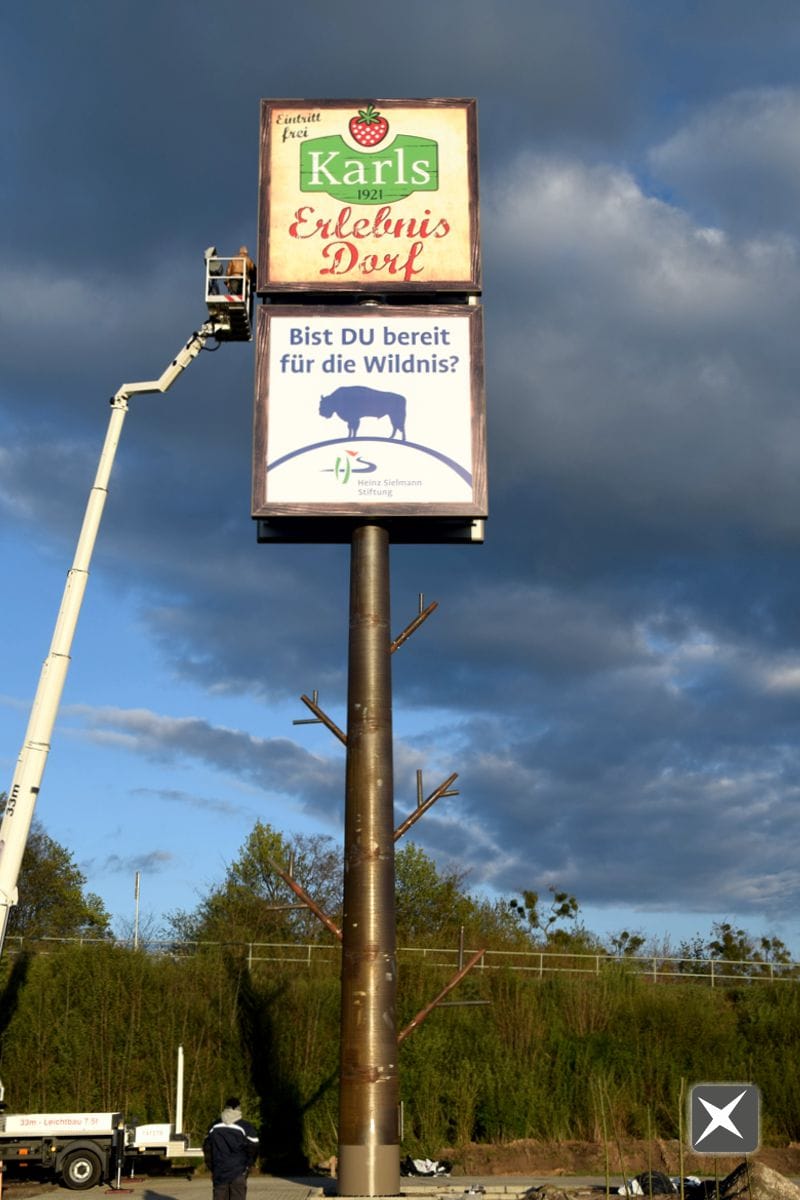 Eintritt
frei
Karls
1921
Erlebnis
Dorf
Bist DU bereit
für die Wildnis?
Heinz Sielmann
Stiftung
33m
33m - Leichtbau 7.5t